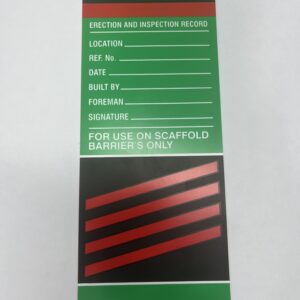 ERECTION AND INSPECTION RECORD
LOCATION
REF. No.
DATE
BUILT BY
FOREMAN
SIGNATURE
FOR USE ON SCAFFOLD
BARRIER'S ONLY